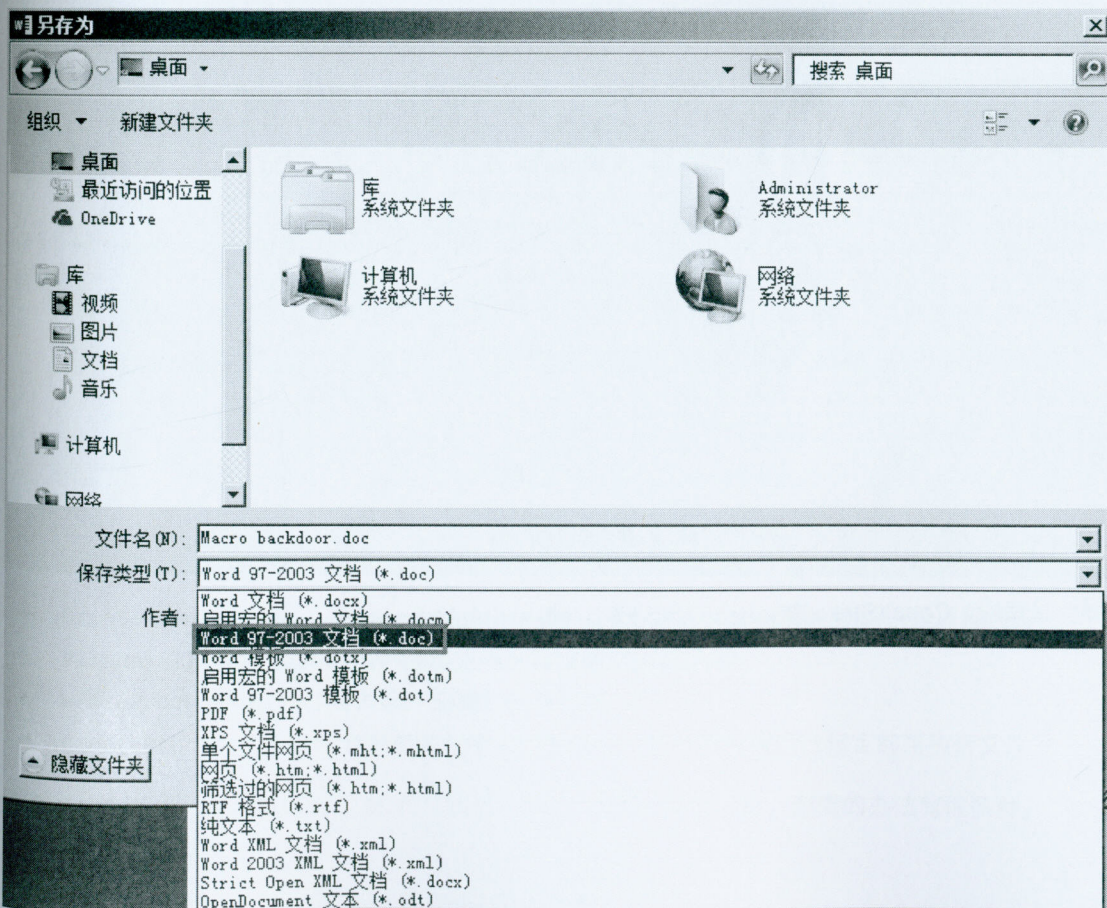 另存为
桌面
搜索 桌面
组织 新建文件夹
桌面
最近访问的位置
OneDrive
库
视频
图片
文档
音乐
计算机
网络
库
系统文件夹
Administrator
系统文件夹
计算机
系统文件夹
网络
系统文件夹
文件名(N): Macro backdoor.doc
保存类型(T): Word 97-2003 文档 (*.doc)
作者:
Word 文档 (*.docx)
启用宏的 Word 文档 (*.docm)
Word 97-2003 文档 (*.doc)
Word 模板 (*.dotx)
启用宏的 Word 模板 (*.dotm)
Word 97-2003 模板 (*.dot)
PDF (*.pdf)
XPS 文档 (*.xps)
单个文件网页 (*.mht;*.mhtml)
网页 (*.htm;*.html)
筛选过的网页 (*.htm;*.html)
RTF 格式 (*.rtf)
纯文本 (*.txt)
Word XML 文档 (*.xml)
Word 2003 XML 文档 (*.xml)
Strict Open XML 文档 (*.docx)
OpenDocument 文本 (*.odt)
隐藏文件夹